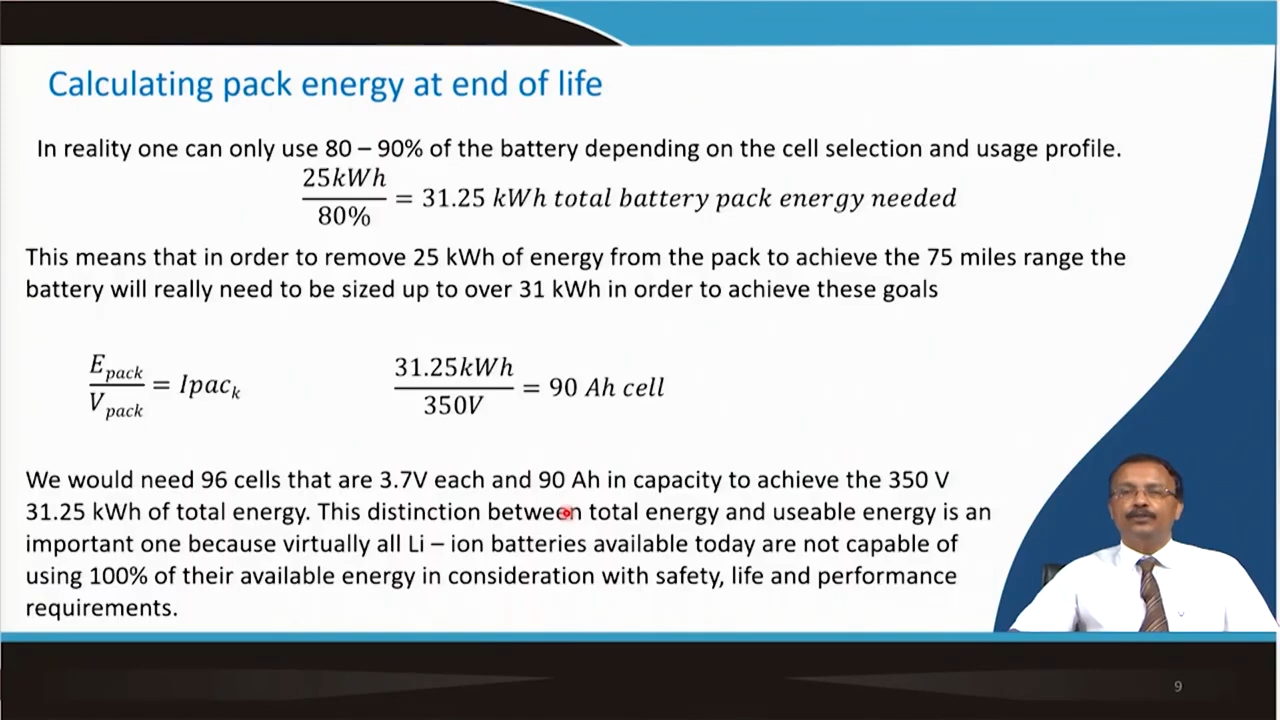 Calculating pack energy at end of life
In reality one can only use 80 – 90% of the battery depending on the cell selection and usage profile.
25kWh / 80% = 31.25 kWh total battery pack energy needed
This means that in order to remove 25 kWh of energy from the pack to achieve the 75 miles range the
battery will really need to be sized up to over 31 kWh in order to achieve these goals
E_pack / V_pack = Ipac_k
31.25kWh / 350V = 90 Ah cell
We would need 96 cells that are 3.7V each and 90 Ah in capacity to achieve the 350 V
31.25 kWh of total energy. This distinction between total energy and useable energy is an
important one because virtually all Li – ion batteries available today are not capable of
using 100% of their available energy in consideration with safety, life and performance
requirements.
9